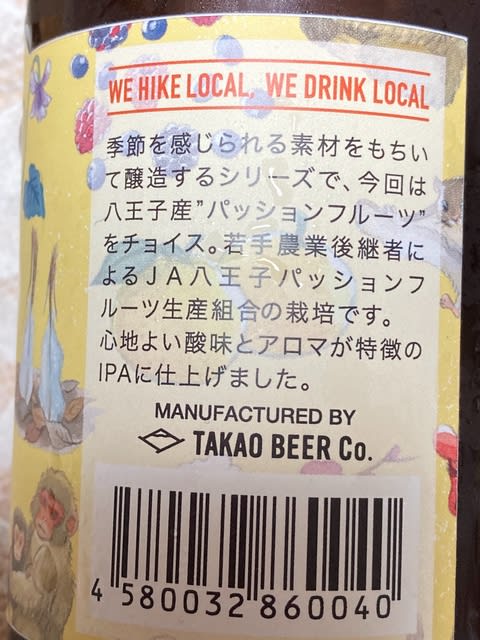 WE HIKE LOCAL, WE DRINK LOCAL
季節を感じられる素材をもちい
て醸造するシリーズで、今回は
八王子産"パッションフルーツ"
をチョイス。若手農業後継者に
よるJA八王子パッションフ
ルーツ生産組合の栽培です。
心地よい酸味とアロマが特徴の
IPAに仕上げました。
MANUFACTURED BY
TAKAO BEER Co.
4 580032 860040